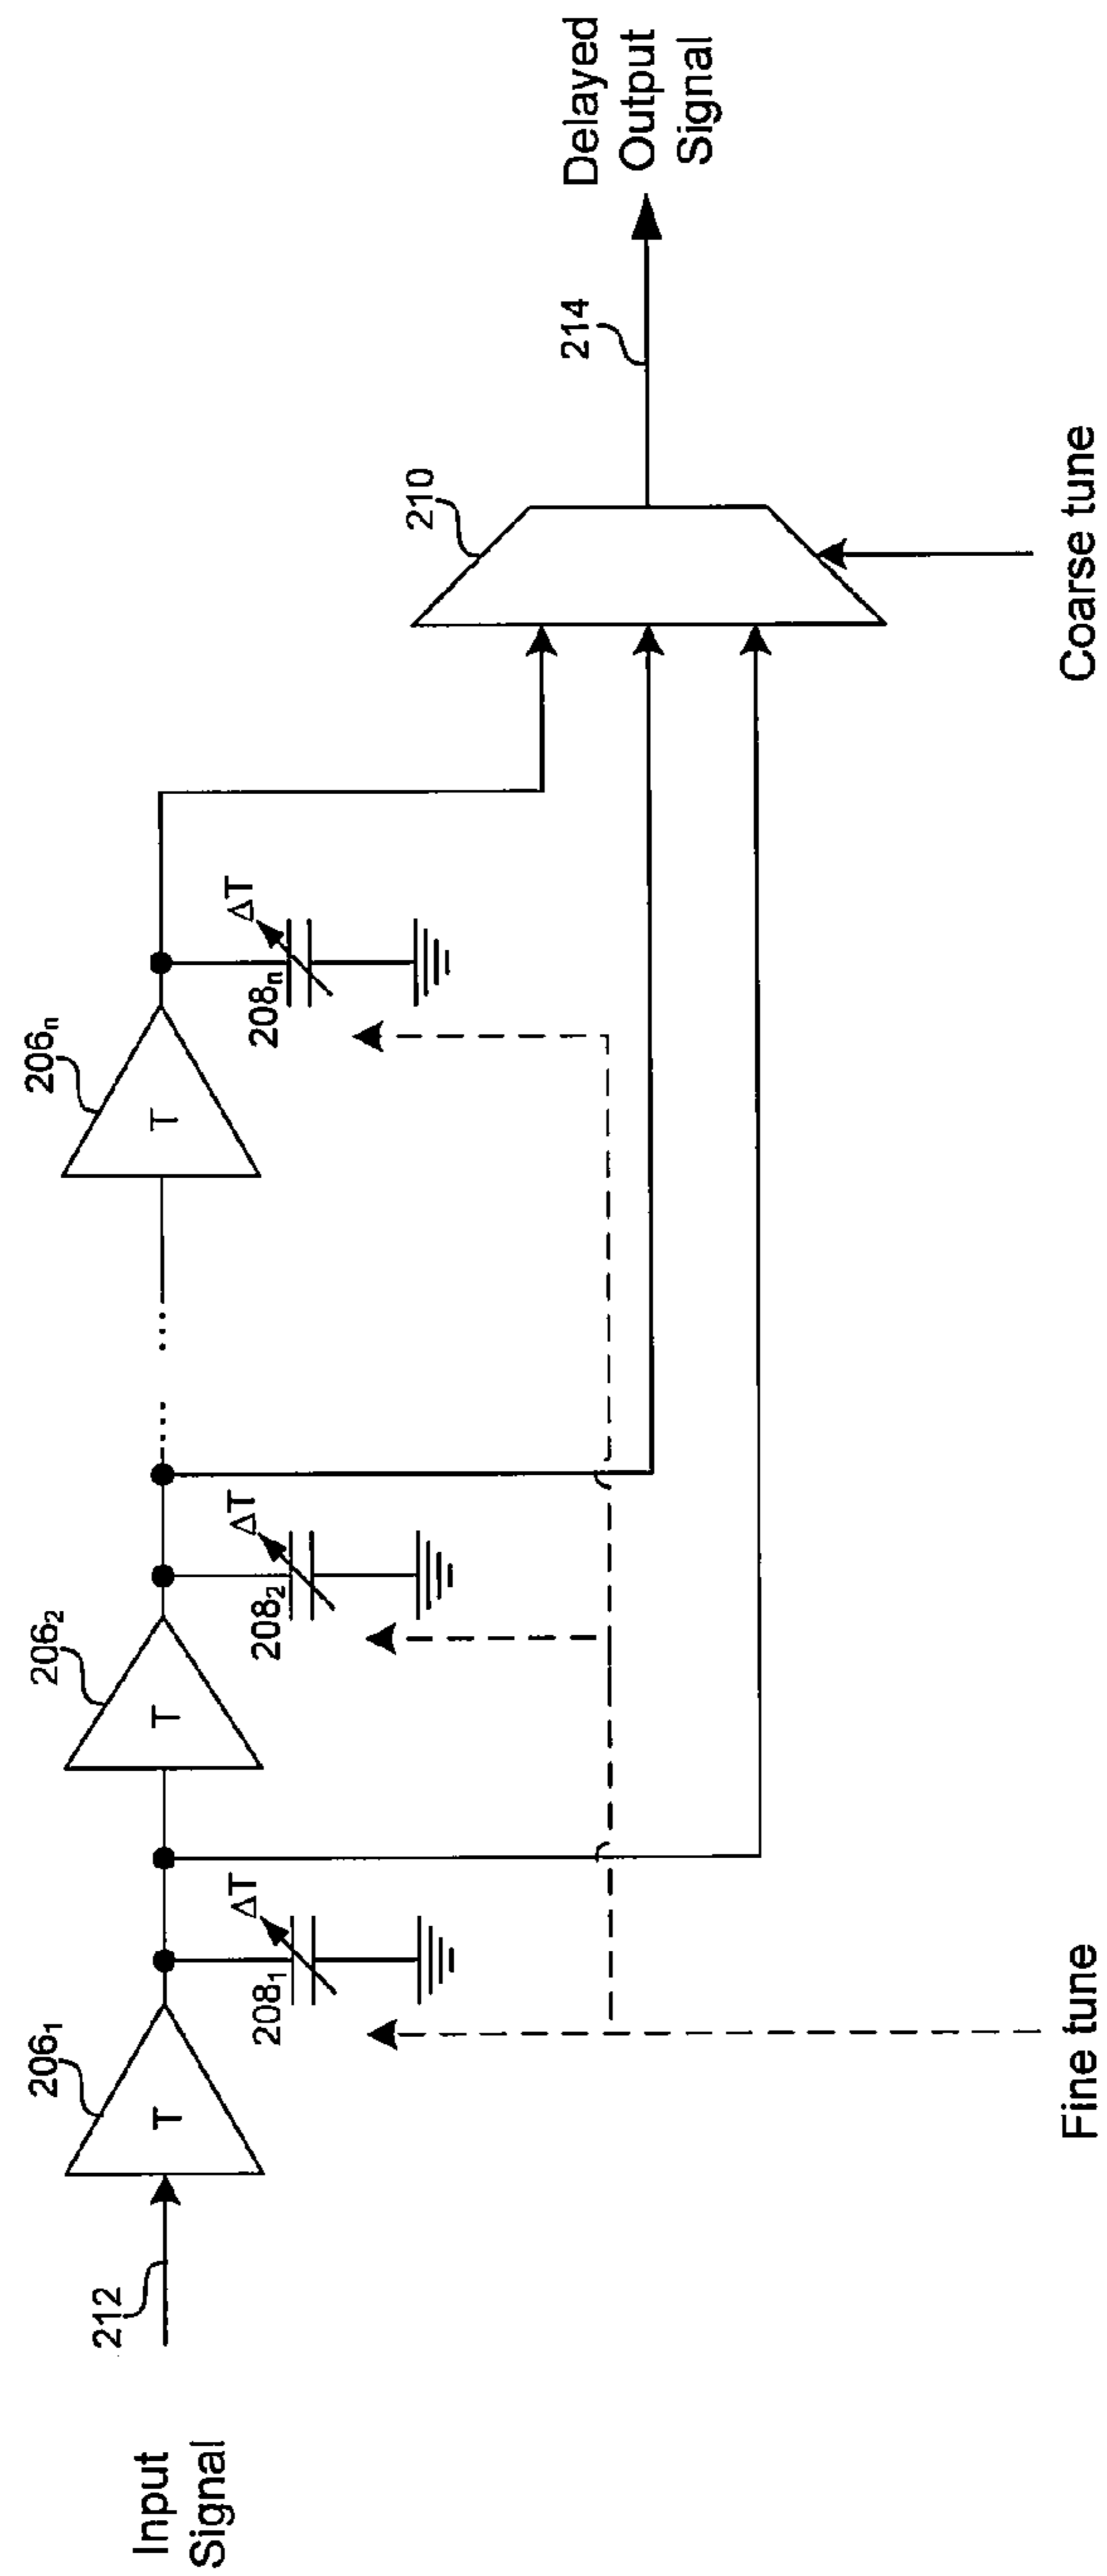 Input
Signal
212
206₁
T
208₁
ΔT
206₂
T
208₂
ΔT
...
...
206ₙ
T
208ₙ
ΔT
210
214
Delayed
Output
Signal
Fine tune
Coarse tune